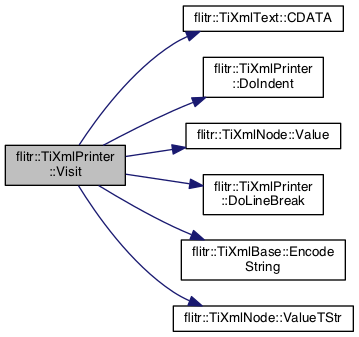 flitr::TiXmlText::CDATA
flitr::TiXmlPrinter
::DoIndent
flitr::TiXmlNode::Value
flitr::TiXmlPrinter
::Visit
flitr::TiXmlPrinter
::DoLineBreak
flitr::TiXmlBase::Encode
String
flitr::TiXmlNode::ValueTStr